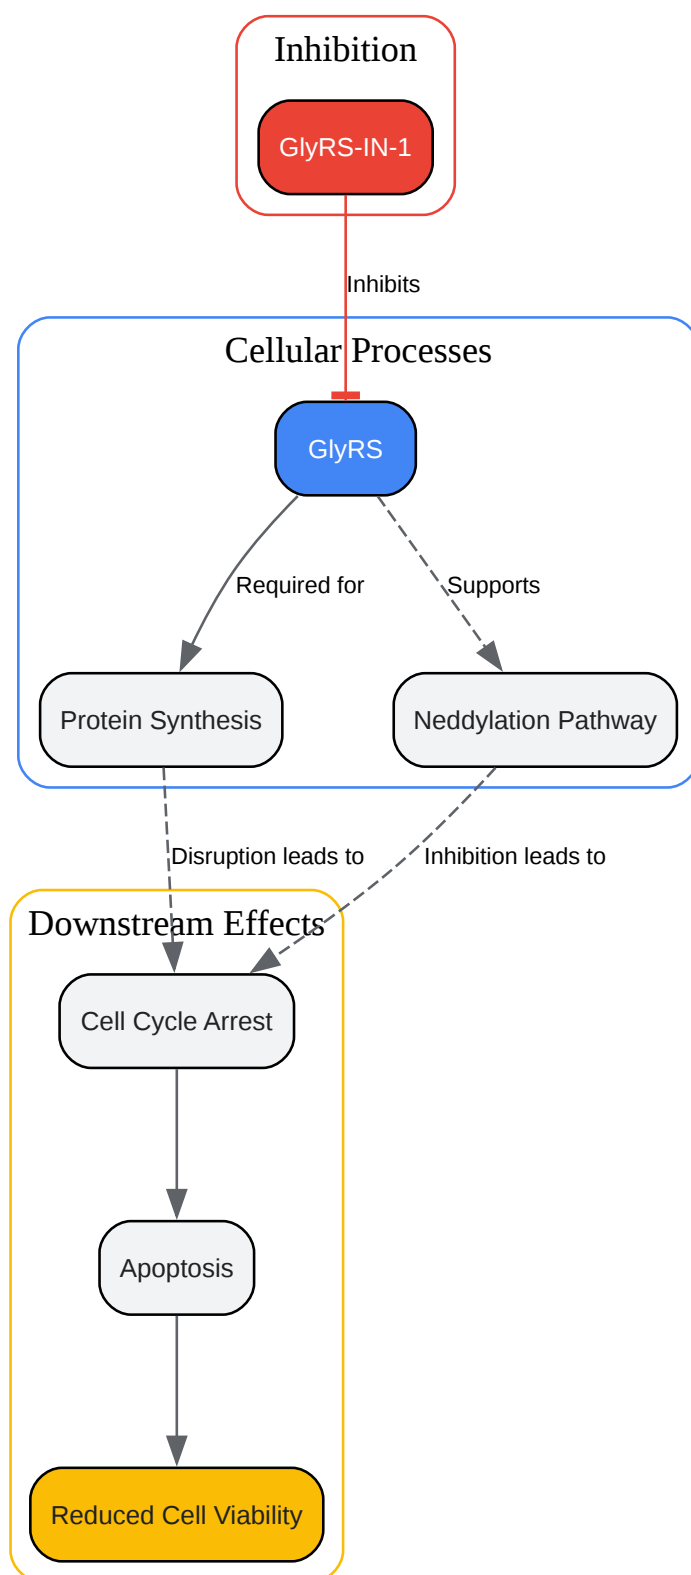 Inhibition
GlyRS-IN-1
Inhibits
Cellular Processes
GlyRS
Required for
Supports
Protein Synthesis
Neddylation Pathway
Disruption leads to
Inhibition leads to
Downstream Effects
Cell Cycle Arrest
Apoptosis
Reduced Cell Viability